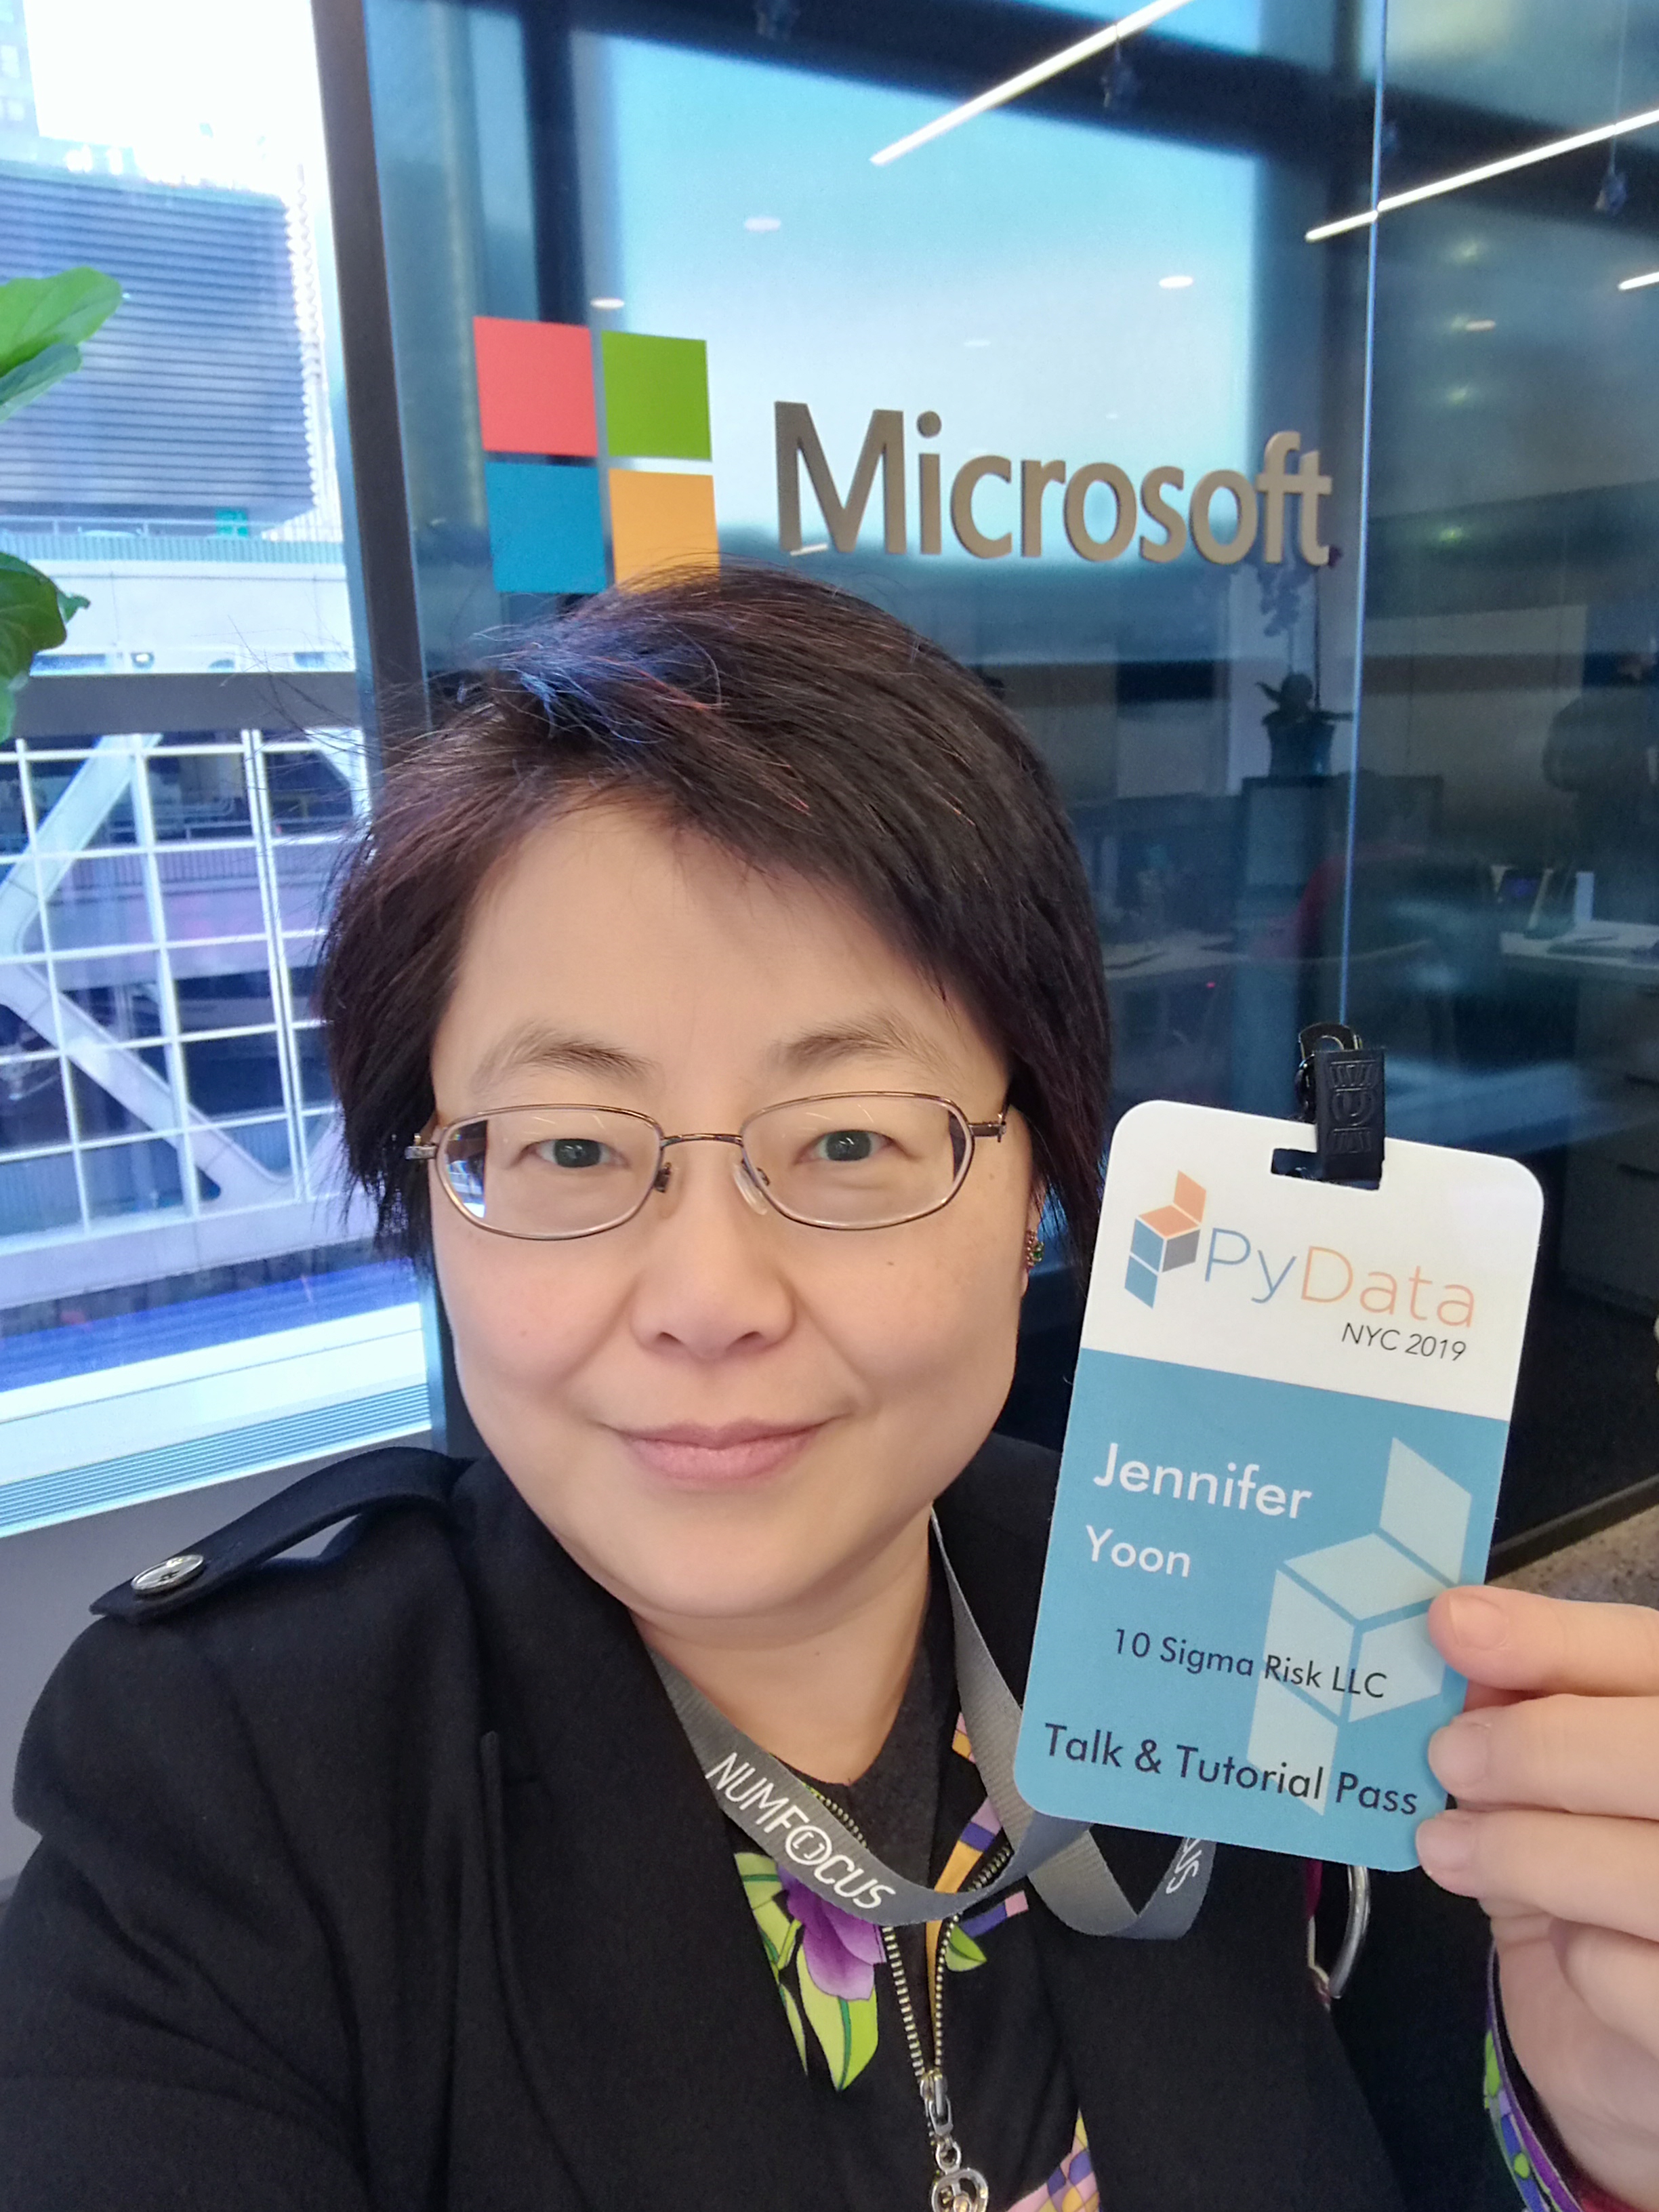 Microsoft
PyData
NYC 2019
Jennifer
Yoon
10 Sigma Risk LLC
Talk & Tutorial Pass
NUMFOCUS